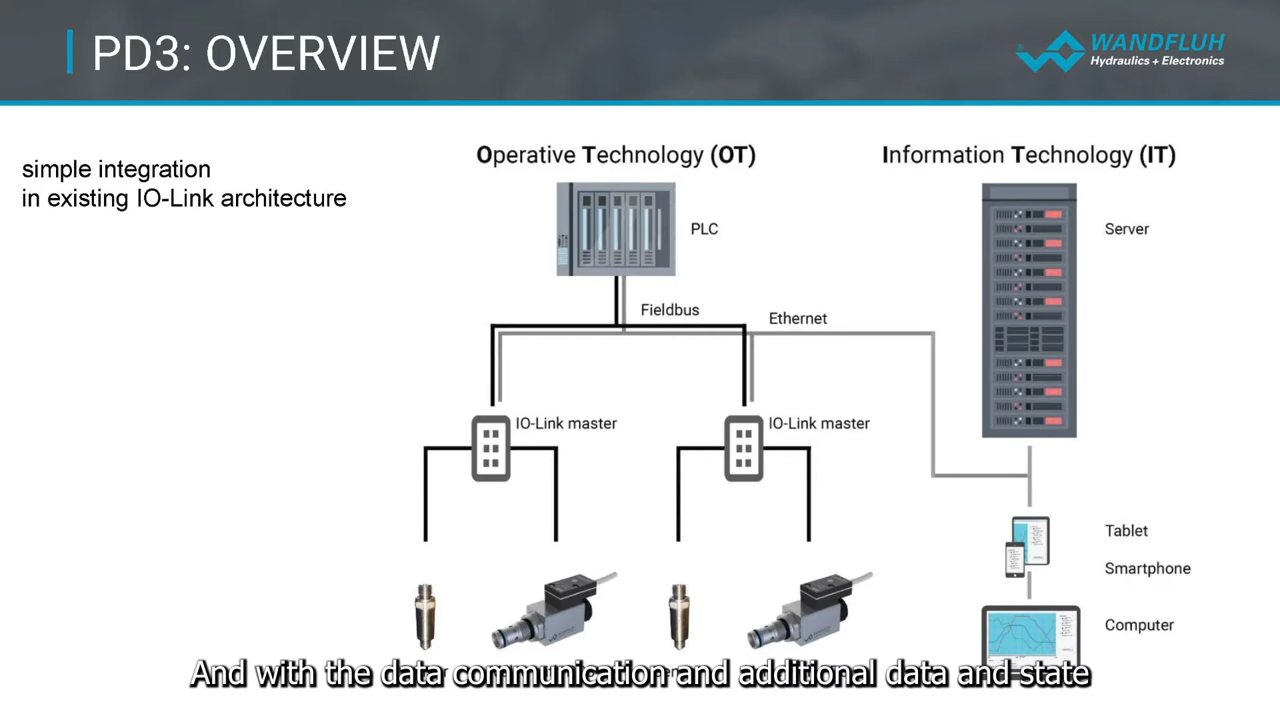 PD3: OVERVIEW
WANDFLUH
Hydraulics + Electronics
simple integration
in existing IO-Link architecture
Operative Technology (OT)
Information Technology (IT)
PLC
Server
Fieldbus
Ethernet
IO-Link master
IO-Link master
Tablet
Smartphone
Computer
WANDFLUH
WANDFLUH
And with the data communication and additional data and state